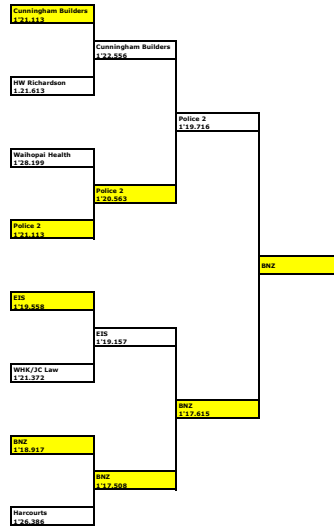 Cunningham Builders
1'21.113
Cunningham Builders
1'22.556
HW Richardson
1.21.613
Police 2
1'19.716
Waihopai Health
1'28.199
Police 2
1'20.563
Police 2
1'21.113
BNZ
EIS
1'19.558
EIS
1'19.157
WHK/JC Law
1'21.372
BNZ
1'17.615
BNZ
1'18.917
BNZ
1'17.508
Harcourts
1'26.386